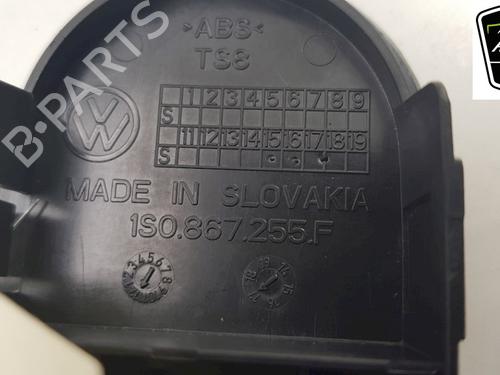 >ABS<
TS8
1 2 3 4 5 6 7 8 9
S
11 12 13 14 15 16 17 18 19
S
VW
MADE IN SLOVAKIA
1S0.867.255.F
B-PARTS